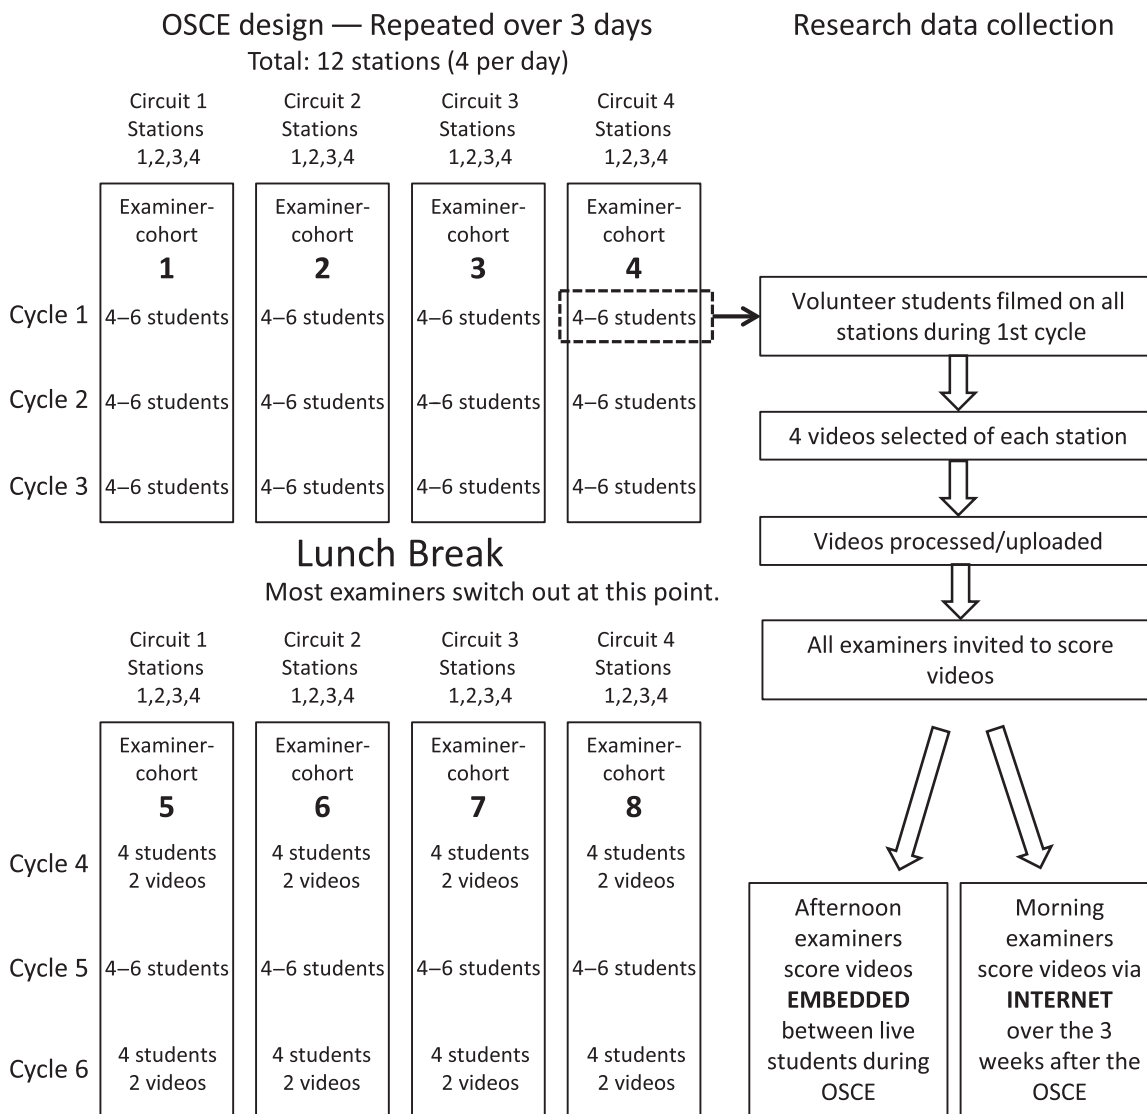 OSCE design — Repeated over 3 days
Total: 12 stations (4 per day)
Circuit 1
Stations
1,2,3,4
Circuit 2
Stations
1,2,3,4
Circuit 3
Stations
1,2,3,4
Circuit 4
Stations
1,2,3,4
Examiner-
cohort
1
Examiner-
cohort
2
Examiner-
cohort
3
Examiner-
cohort
4
Cycle 1
4–6 students
4–6 students
4–6 students
4–6 students
Cycle 2
4–6 students
4–6 students
4–6 students
4–6 students
Cycle 3
4–6 students
4–6 students
4–6 students
4–6 students
Lunch Break
Most examiners switch out at this point.
Circuit 1
Stations
1,2,3,4
Circuit 2
Stations
1,2,3,4
Circuit 3
Stations
1,2,3,4
Circuit 4
Stations
1,2,3,4
Examiner-
cohort
5
Examiner-
cohort
6
Examiner-
cohort
7
Examiner-
cohort
8
Cycle 4
4 students
2 videos
4 students
2 videos
4 students
2 videos
4 students
2 videos
Cycle 5
4–6 students
4–6 students
4–6 students
4–6 students
Cycle 6
4 students
2 videos
4 students
2 videos
4 students
2 videos
4 students
2 videos
Research data collection
Volunteer students filmed on all
stations during 1st cycle
4 videos selected of each station
Videos processed/uploaded
All examiners invited to score
videos
Afternoon
examiners
score videos
EMBEDDED
between live
students during
OSCE
Morning
examiners
score videos via
INTERNET
over the 3
weeks after the
OSCE